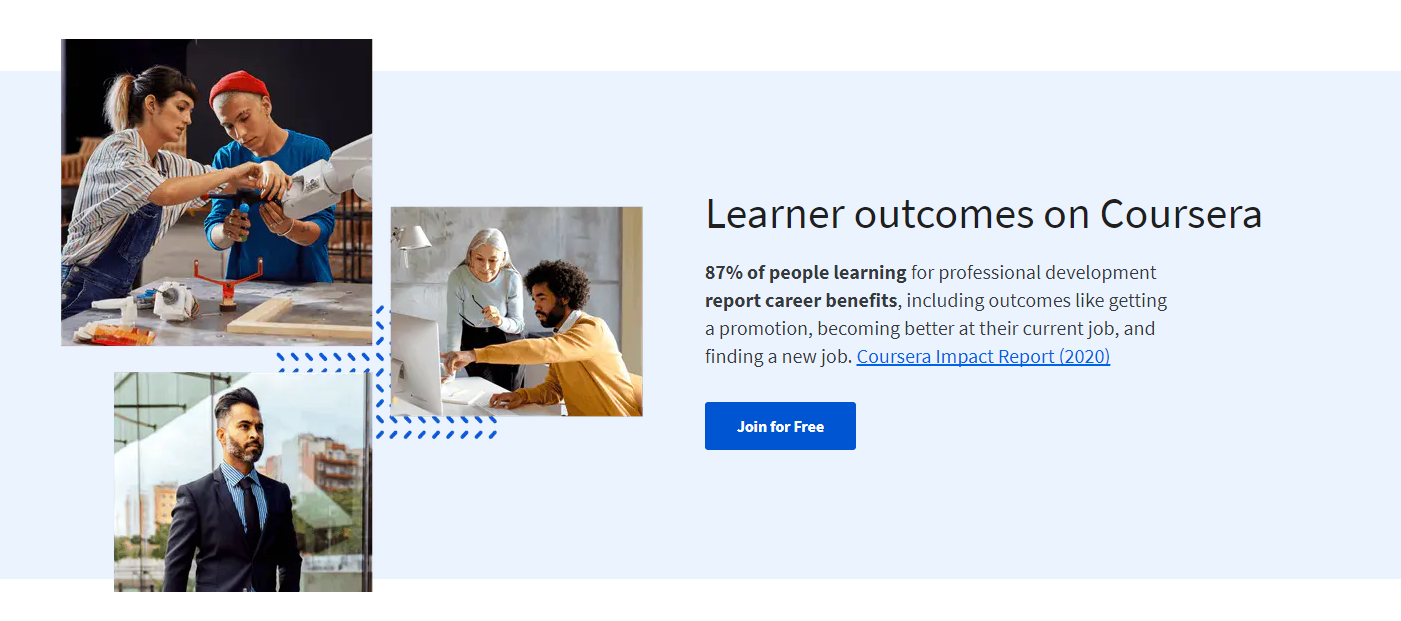 Learner outcomes on Coursera
87% of people learning for professional development
report career benefits, including outcomes like getting
a promotion, becoming better at their current job, and
finding a new job. Coursera Impact Report (2020)
Join for Free